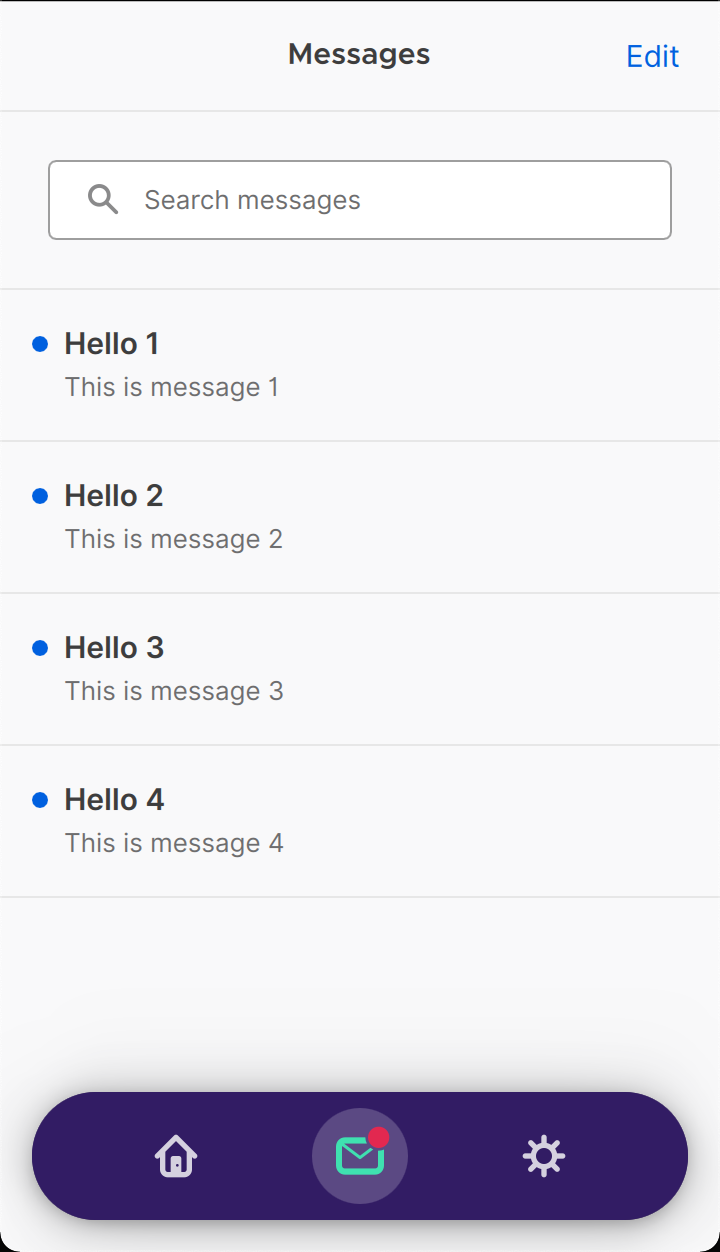 Messages
Edit
Search messages
Hello 1
This is message 1
Hello 2
This is message 2
Hello 3
This is message 3
Hello 4
This is message 4